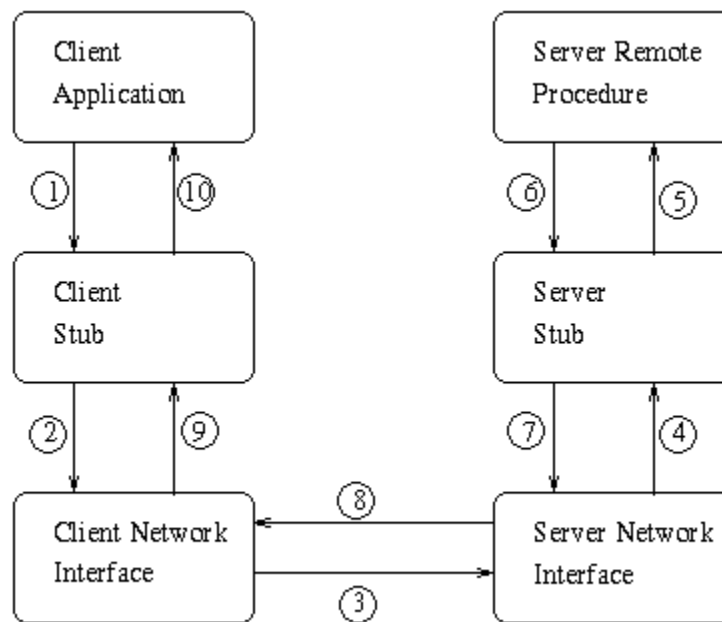 Client
Application
Server Remote
Procedure
1
10
6
5
Client
Stub
Server
Stub
2
9
7
4
8
Client Network
Interface
Server Network
Interface
3